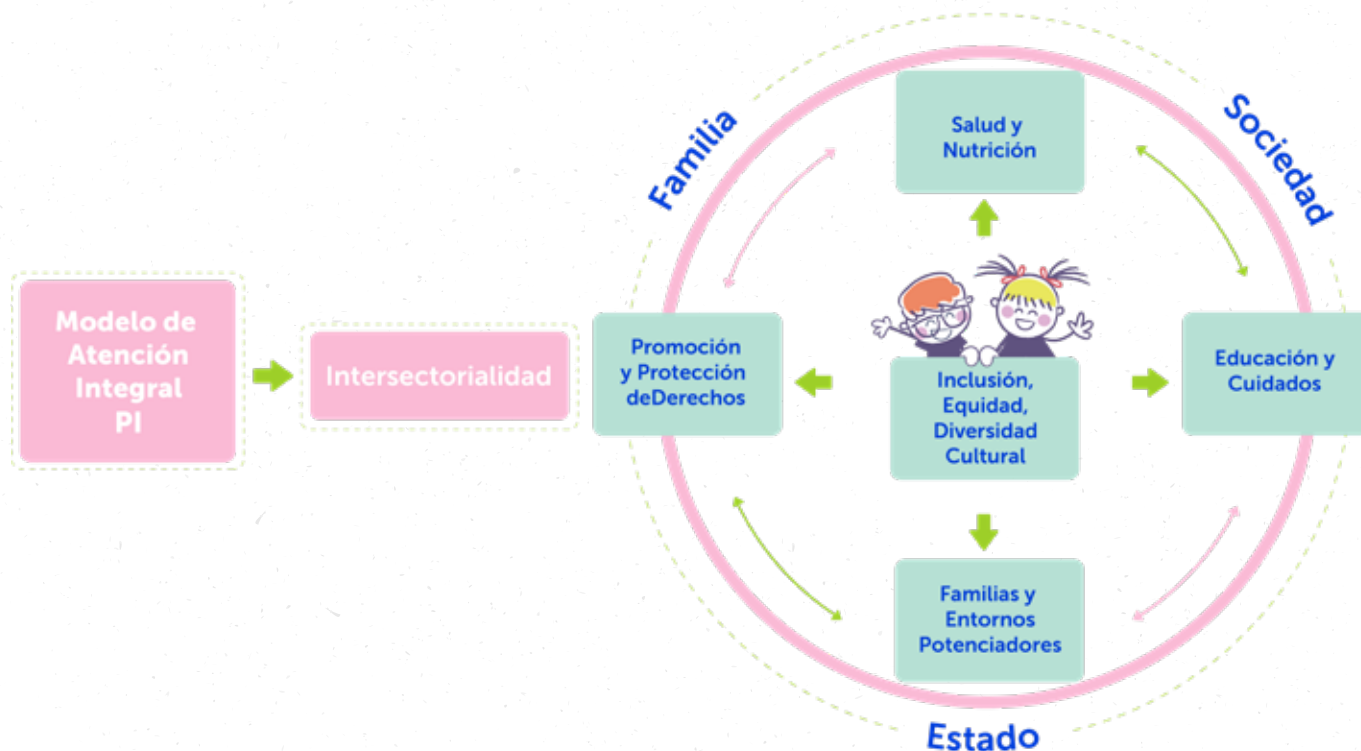 Modelo de
Atención
Integral
PI
Intersectorialidad
Familia
Sociedad
Estado
Salud y
Nutrición
Promoción
y Protección
deDerechos
Inclusión,
Equidad,
Diversidad
Cultural
Educación y
Cuidados
Familias y
Entornos
Potenciadores